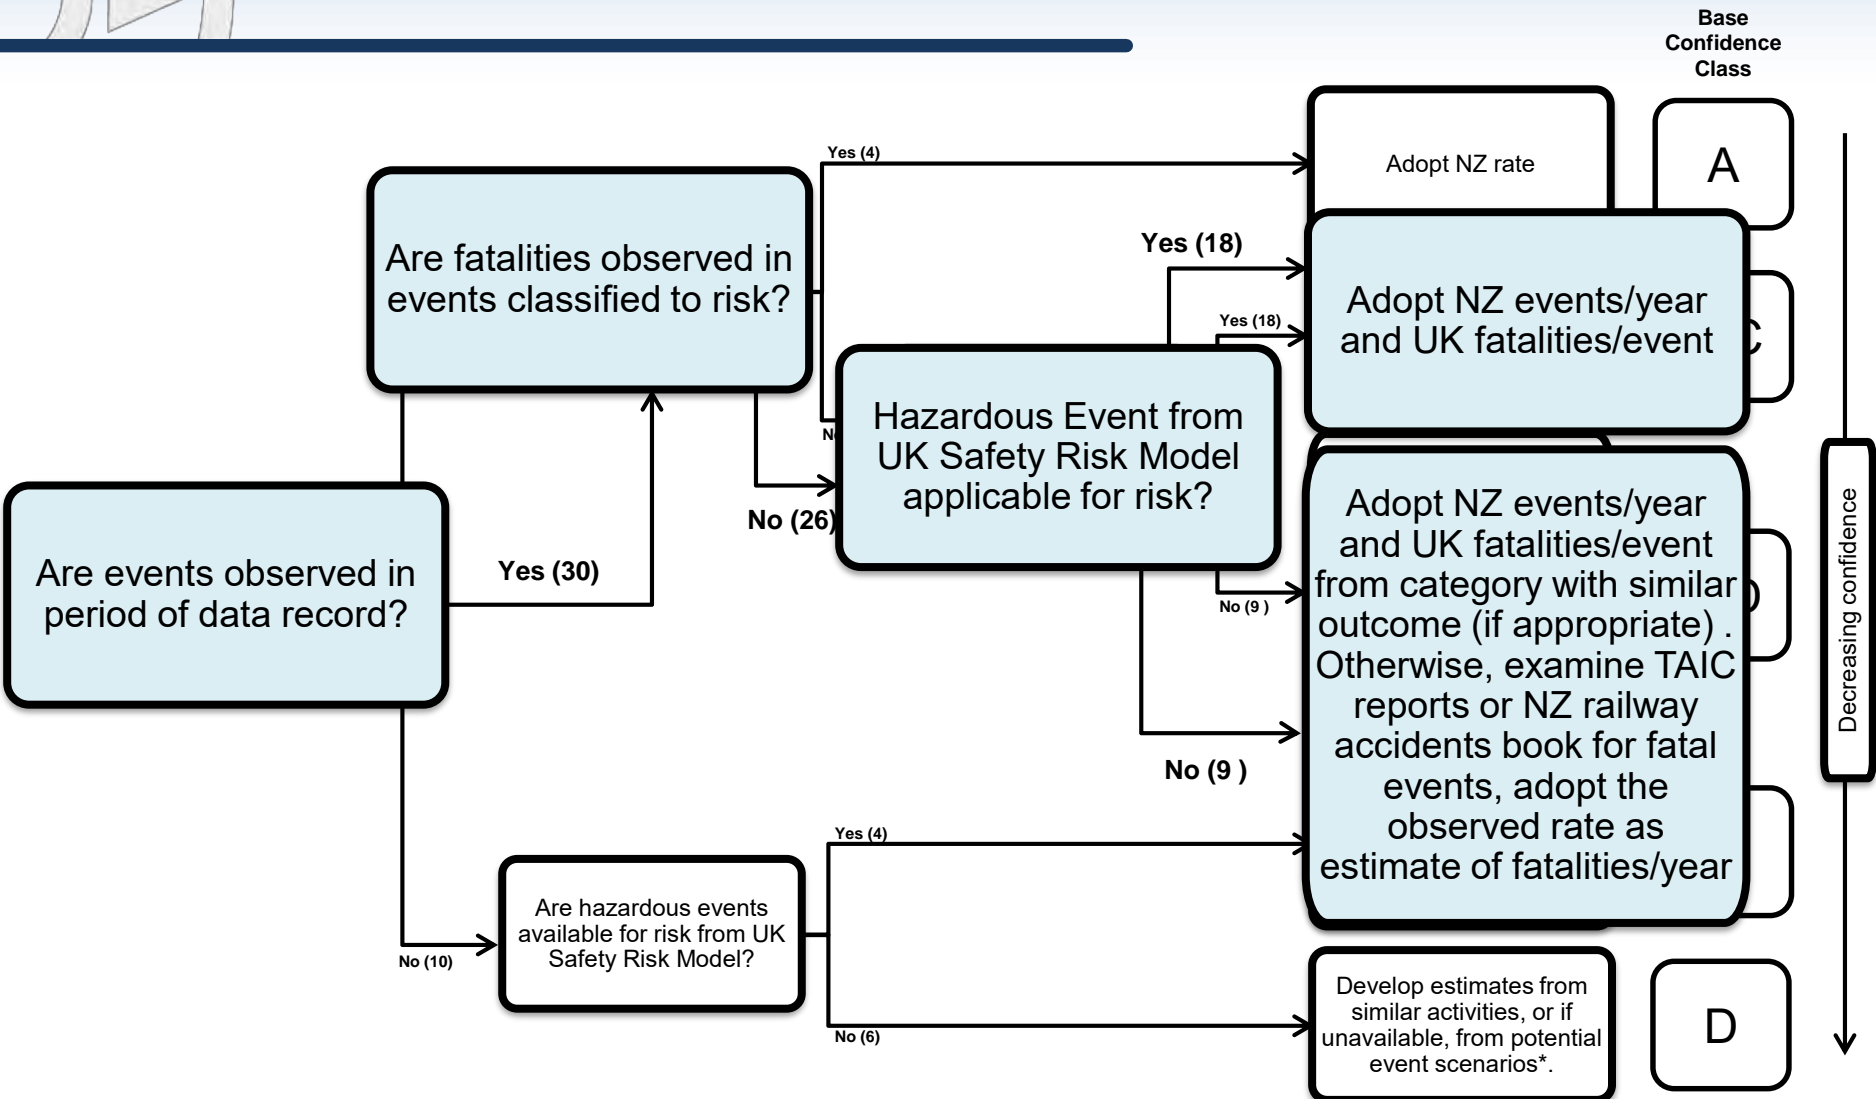 Base
Confidence
Class
Yes (4)
Adopt NZ rate
A
Are fatalities observed in
events classified to risk?
Yes (18)
Adopt NZ events/year
and UK fatalities/event
Yes (18)
C
Hazardous Event from
UK Safety Risk Model
applicable for risk?
No (26)
Are events observed in
period of data record?
Yes (30)
No (9 )
Adopt NZ events/year
and UK fatalities/event
from category with similar
outcome (if appropriate) .
Otherwise, examine TAIC
reports or NZ railway
accidents book for fatal
events, adopt the
observed rate as
estimate of fatalities/year
No (9 )
Decreasing confidence
Yes (4)
Are hazardous events
available for risk from UK
Safety Risk Model?
No (10)
No (6)
Develop estimates from
similar activities, or if
unavailable, from potential
event scenarios*.
D